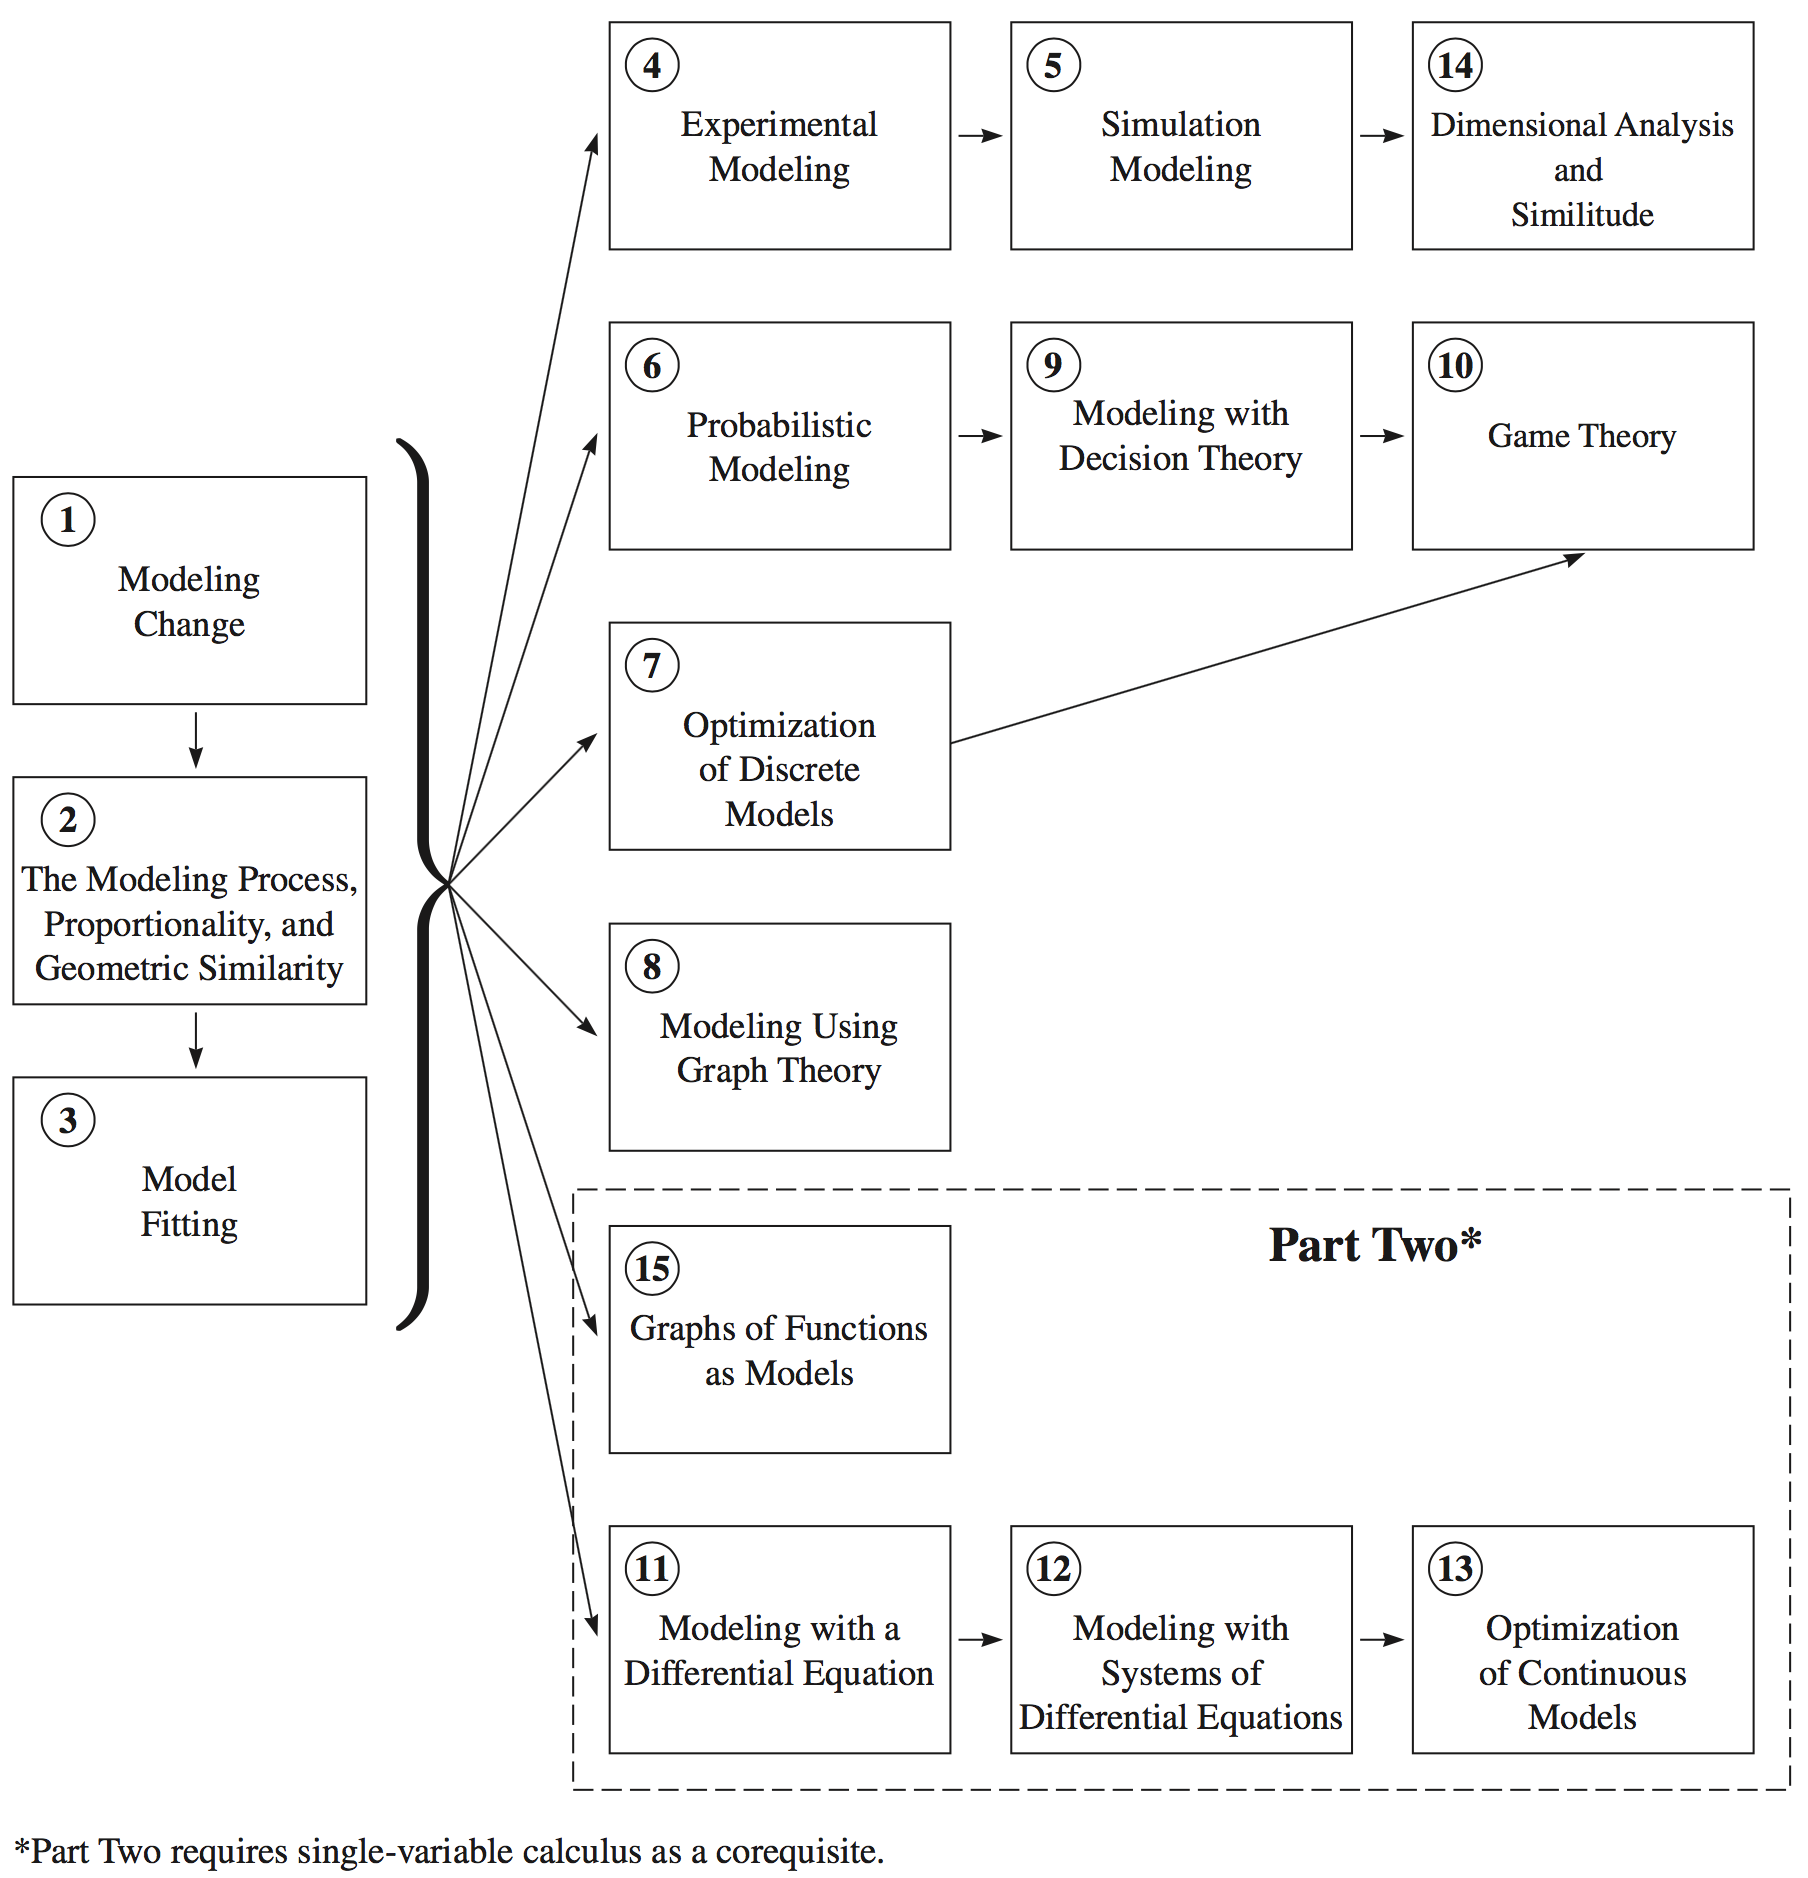 4
Experimental
Modeling
5
Simulation
Modeling
14
Dimensional Analysis
and
Similitude
6
Probabilistic
Modeling
9
Modeling with
Decision Theory
10
Game Theory
1
Modeling
Change
7
Optimization
of Discrete
Models
2
The Modeling Process,
Proportionality, and
Geometric Similarity
8
Modeling Using
Graph Theory
3
Model
Fitting
Part Two*
15
Graphs of Functions
as Models
11
Modeling with a
Differential Equation
12
Modeling with
Systems of
Differential Equations
13
Optimization
of Continuous
Models
*Part Two requires single-variable calculus as a corequisite.